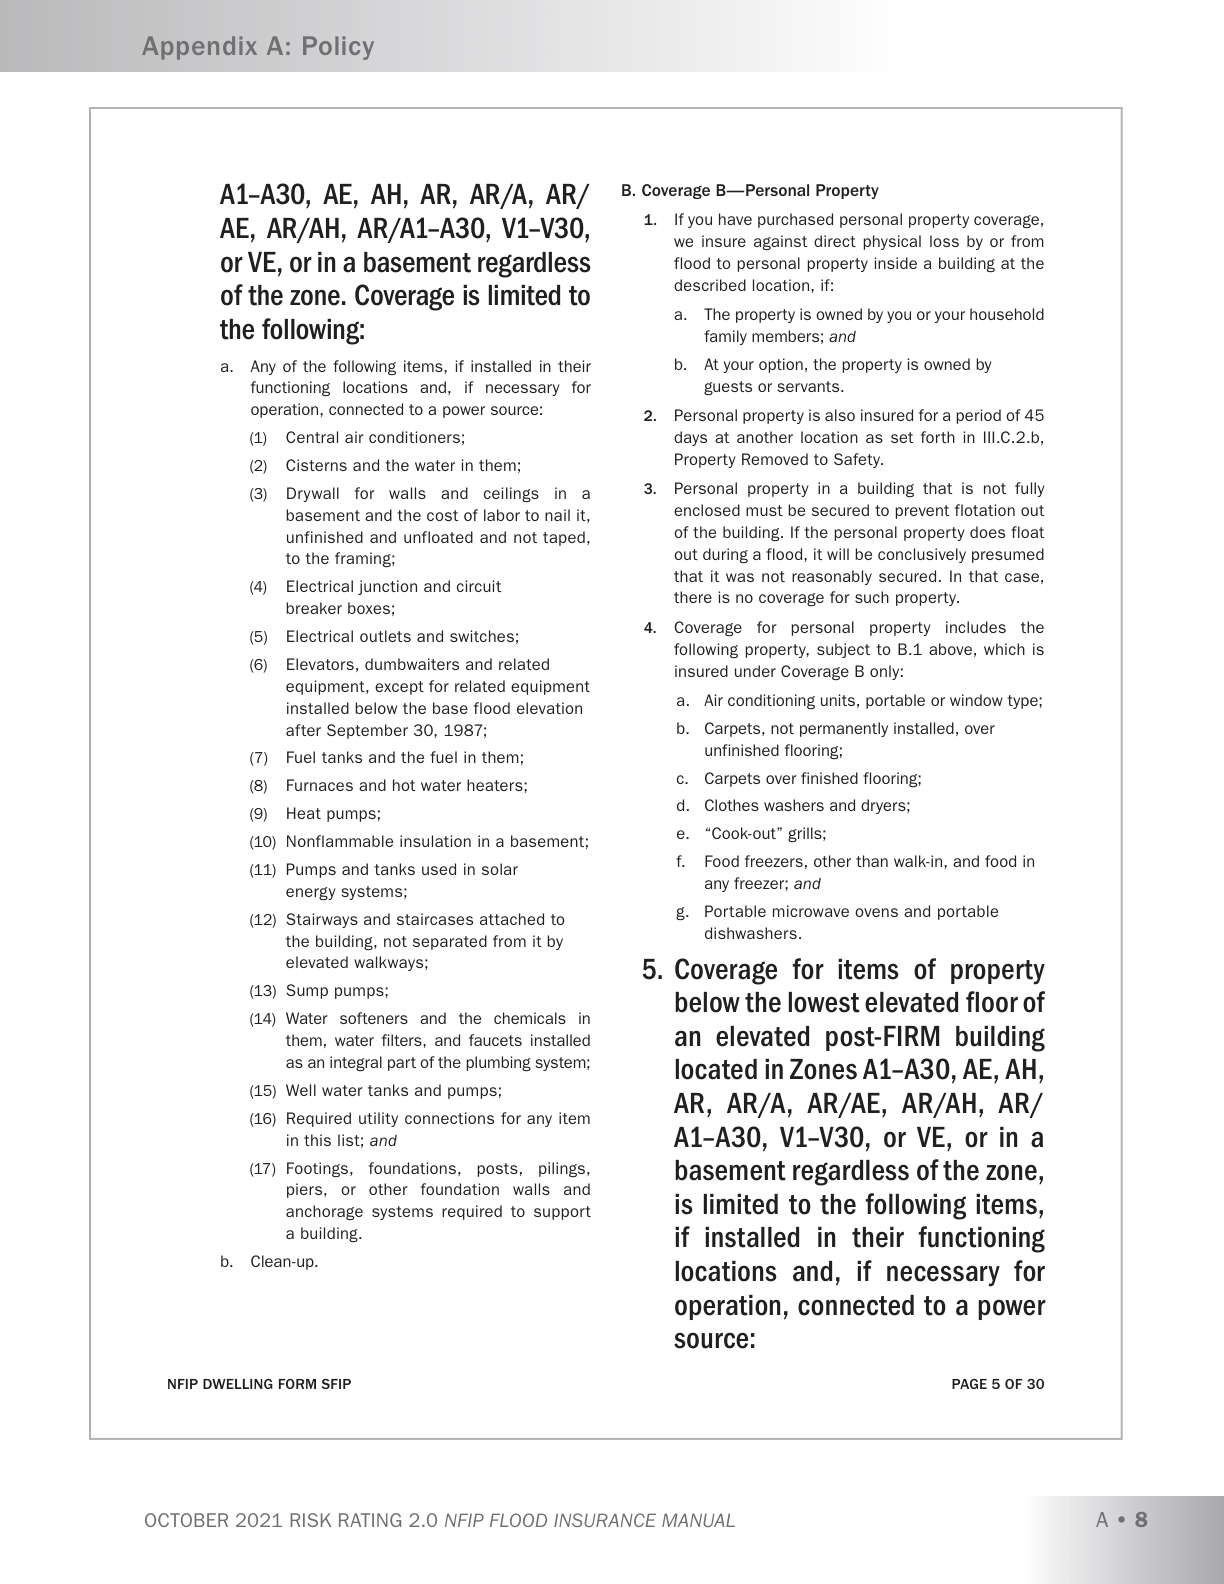 Appendix A: Policy
A1–A30, AE, AH, AR, AR/A, AR/
AE, AR/AH, AR/A1–A30, V1–V30,
or VE, or in a basement regardless
of the zone. Coverage is limited to
the following:
a. Any of the following items, if installed in their
functioning locations and, if necessary for
operation, connected to a power source:
(1) Central air conditioners;
(2) Cisterns and the water in them;
(3) Drywall for walls and ceilings in a
basement and the cost of labor to nail it,
unfinished and unfloated and not taped,
to the framing;
(4) Electrical junction and circuit
breaker boxes;
(5) Electrical outlets and switches;
(6) Elevators, dumbwaiters and related
equipment, except for related equipment
installed below the base flood elevation
after September 30, 1987;
(7) Fuel tanks and the fuel in them;
(8) Furnaces and hot water heaters;
(9) Heat pumps;
(10) Nonflammable insulation in a basement;
(11) Pumps and tanks used in solar
energy systems;
(12) Stairways and staircases attached to
the building, not separated from it by
elevated walkways;
(13) Sump pumps;
(14) Water softeners and the chemicals in
them, water filters, and faucets installed
as an integral part of the plumbing system;
(15) Well water tanks and pumps;
(16) Required utility connections for any item
in this list; and
(17) Footings, foundations, posts, pilings,
piers, or other foundation walls and
anchorage systems required to support
a building.
b. Clean-up.
B. Coverage B—Personal Property
1. If you have purchased personal property coverage,
we insure against direct physical loss by or from
flood to personal property inside a building at the
described location, if:
a. The property is owned by you or your household
family members; and
b. At your option, the property is owned by
guests or servants.
2. Personal property is also insured for a period of 45
days at another location as set forth in III.C.2.b,
Property Removed to Safety.
3. Personal property in a building that is not fully
enclosed must be secured to prevent flotation out
of the building. If the personal property does float
out during a flood, it will be conclusively presumed
that it was not reasonably secured. In that case,
there is no coverage for such property.
4. Coverage for personal property includes the
following property, subject to B.1 above, which is
insured under Coverage B only:
a. Air conditioning units, portable or window type;
b. Carpets, not permanently installed, over
unfinished flooring;
c. Carpets over finished flooring;
d. Clothes washers and dryers;
e. “Cook-out” grills;
f. Food freezers, other than walk-in, and food in
any freezer; and
g. Portable microwave ovens and portable
dishwashers.
5. Coverage for items of property
below the lowest elevated floor of
an elevated post-FIRM building
located in Zones A1–A30, AE, AH,
AR, AR/A, AR/AE, AR/AH, AR/
A1–A30, V1–V30, or VE, or in a
basement regardless of the zone,
is limited to the following items,
if installed in their functioning
locations and, if necessary for
operation, connected to a power
source:
NFIP DWELLING FORM SFIP
PAGE 5 OF 30
OCTOBER 2021 RISK RATING 2.0 NFIP FLOOD INSURANCE MANUAL
A • 8